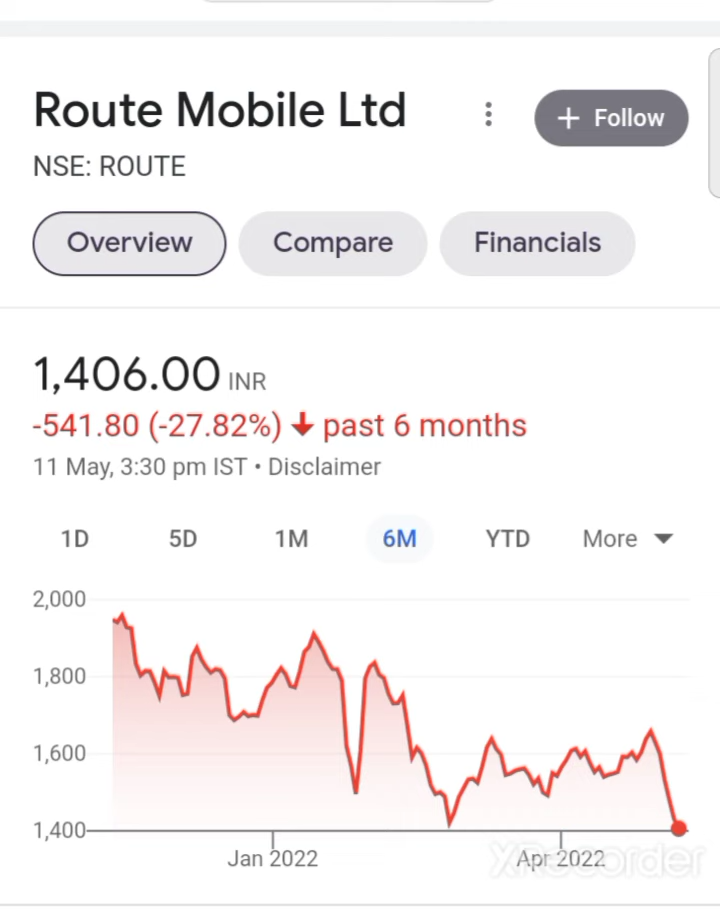 Route Mobile Ltd
+ Follow
NSE: ROUTE
Overview
Compare
Financials
1,406.00 INR
-541.80 (-27.82%) ↓ past 6 months
11 May, 3:30 pm IST • Disclaimer
1D 5D 1M 6M YTD More
2,000
1,800
1,600
1,400
Jan 2022
Apr 2022
XRecorder